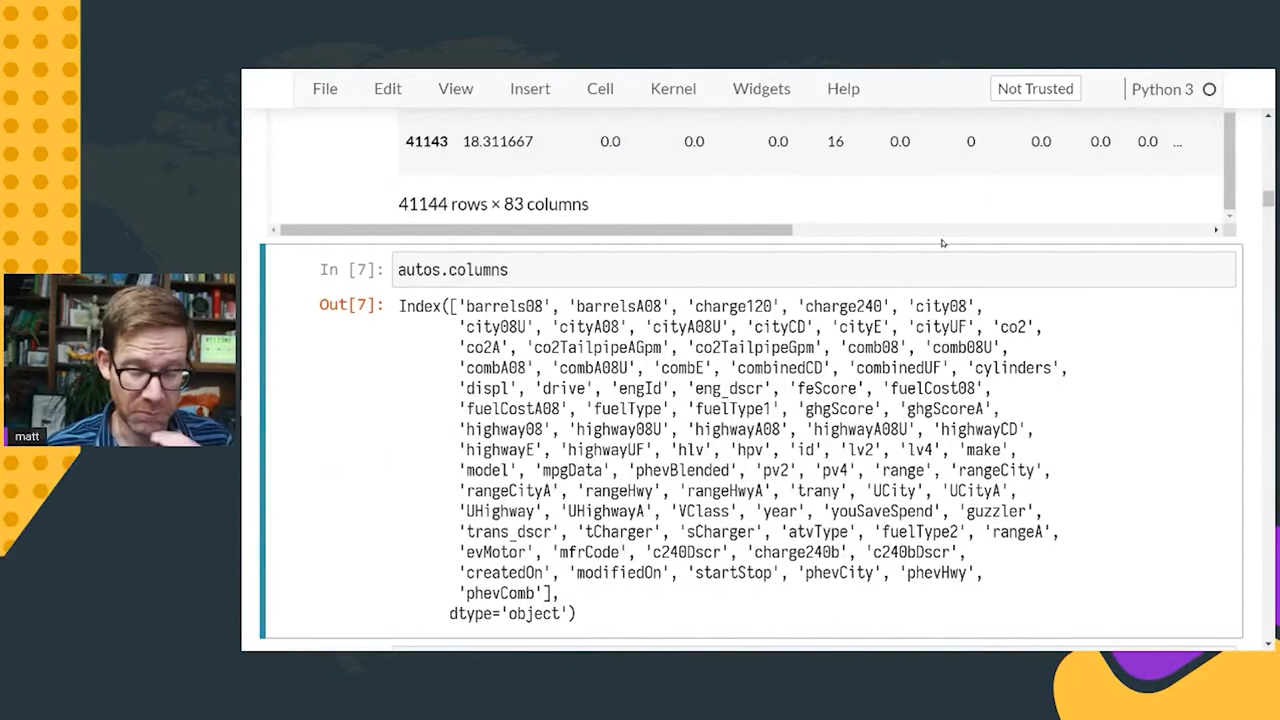 File Edit View Insert Cell Kernel Widgets Help Not Trusted Python 3
41143 18.311667 0.0 0.0 0.0 16 0.0 0 0.0 0.0 0.0 ...
41144 rows × 83 columns
In [7]: autos.columns
Out[7]: Index(['barrels08', 'barrelsA08', 'charge120', 'charge240', 'city08',
'city08U', 'cityA08', 'cityA08U', 'cityCD', 'cityE', 'cityUF', 'co2',
'co2A', 'co2TailpipeAGpm', 'co2TailpipeGpm', 'comb08', 'comb08U',
'combA08', 'combA08U', 'combE', 'combinedCD', 'combinedUF', 'cylinders',
'displ', 'drive', 'engId', 'eng_dscr', 'feScore', 'fuelCost08',
'fuelCostA08', 'fuelType', 'fuelType1', 'ghgScore', 'ghgScoreA',
'highway08', 'highway08U', 'highwayA08', 'highwayA08U', 'highwayCD',
'highwayE', 'highwayUF', 'hlv', 'hpv', 'id', 'lv2', 'lv4', 'make',
'model', 'mpgData', 'phevBlended', 'pv2', 'pv4', 'range', 'rangeCity',
'rangeCityA', 'rangeHwy', 'rangeHwyA', 'trany', 'UCity', 'UCityA',
'UHighway', 'UHighwayA', 'VClass', 'year', 'youSaveSpend', 'guzzler',
'trans_dscr', 'tCharger', 'sCharger', 'atvType', 'fuelType2', 'rangeA',
'evMotor', 'mfrCode', 'c240Dscr', 'charge240b', 'c240bDscr',
'createdOn', 'modifiedOn', 'startStop', 'phevCity', 'phevHwy',
'phevComb'],
dtype='object')
WELCOME
matt